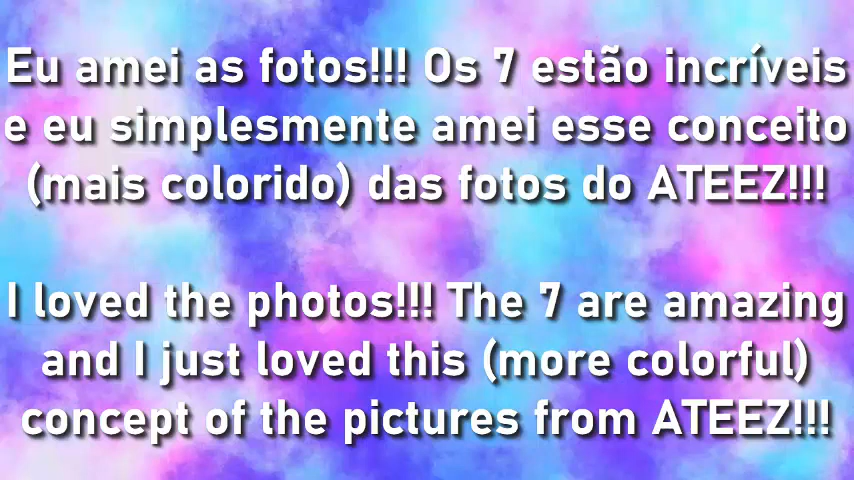 Eu amei as fotos!!! Os 7 estão incríveis
e eu simplesmente amei esse conceito
(mais colorido) das fotos do ATEEZ!!!
I loved the photos!!! The 7 are amazing
and I just loved this (more colorful)
concept of the pictures from ATEEZ!!!